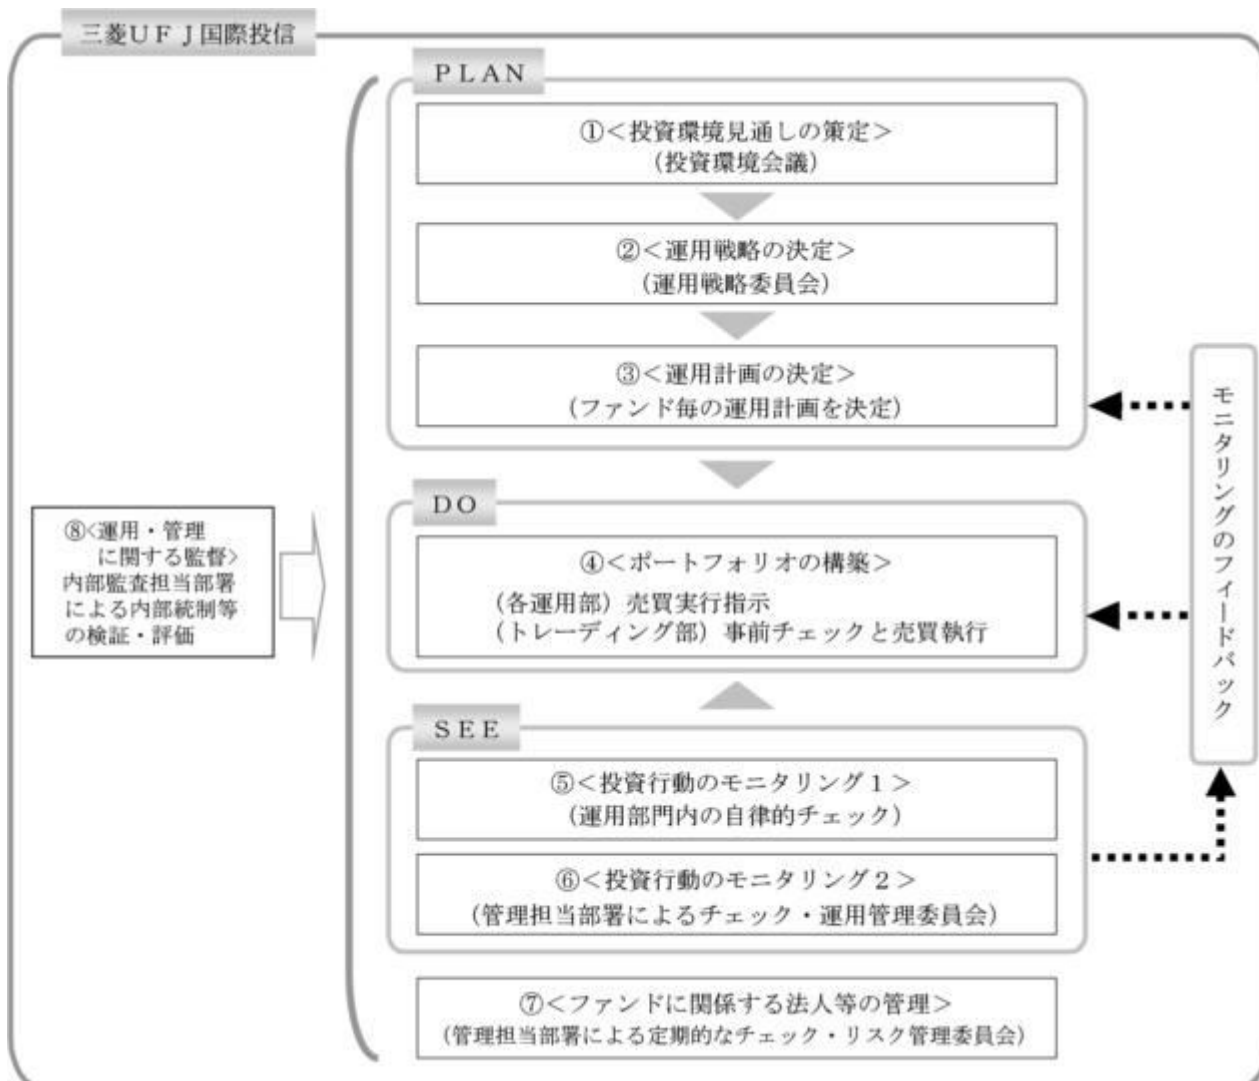 三菱UFJ国際投信
PLAN
①＜投資環境見通しの策定＞
（投資環境会議）
②＜運用戦略の決定＞
（運用戦略委員会）
③＜運用計画の決定＞
（ファンド毎の運用計画を決定）
DO
④＜ポートフォリオの構築＞
（各運用部）売買実行指示
（トレーディング部）事前チェックと売買執行
SEE
⑤＜投資行動のモニタリング１＞
（運用部門内の自律的チェック）
⑥＜投資行動のモニタリング２＞
（管理担当部署によるチェック・運用管理委員会）
⑦＜ファンドに関係する法人等の管理＞
（管理担当部署による定期的なチェック・リスク管理委員会）
⑧<運用・管理
に関する監督>
内部監査担当部署
による内部統制等
の検証・評価
モニタリングのフィードバック